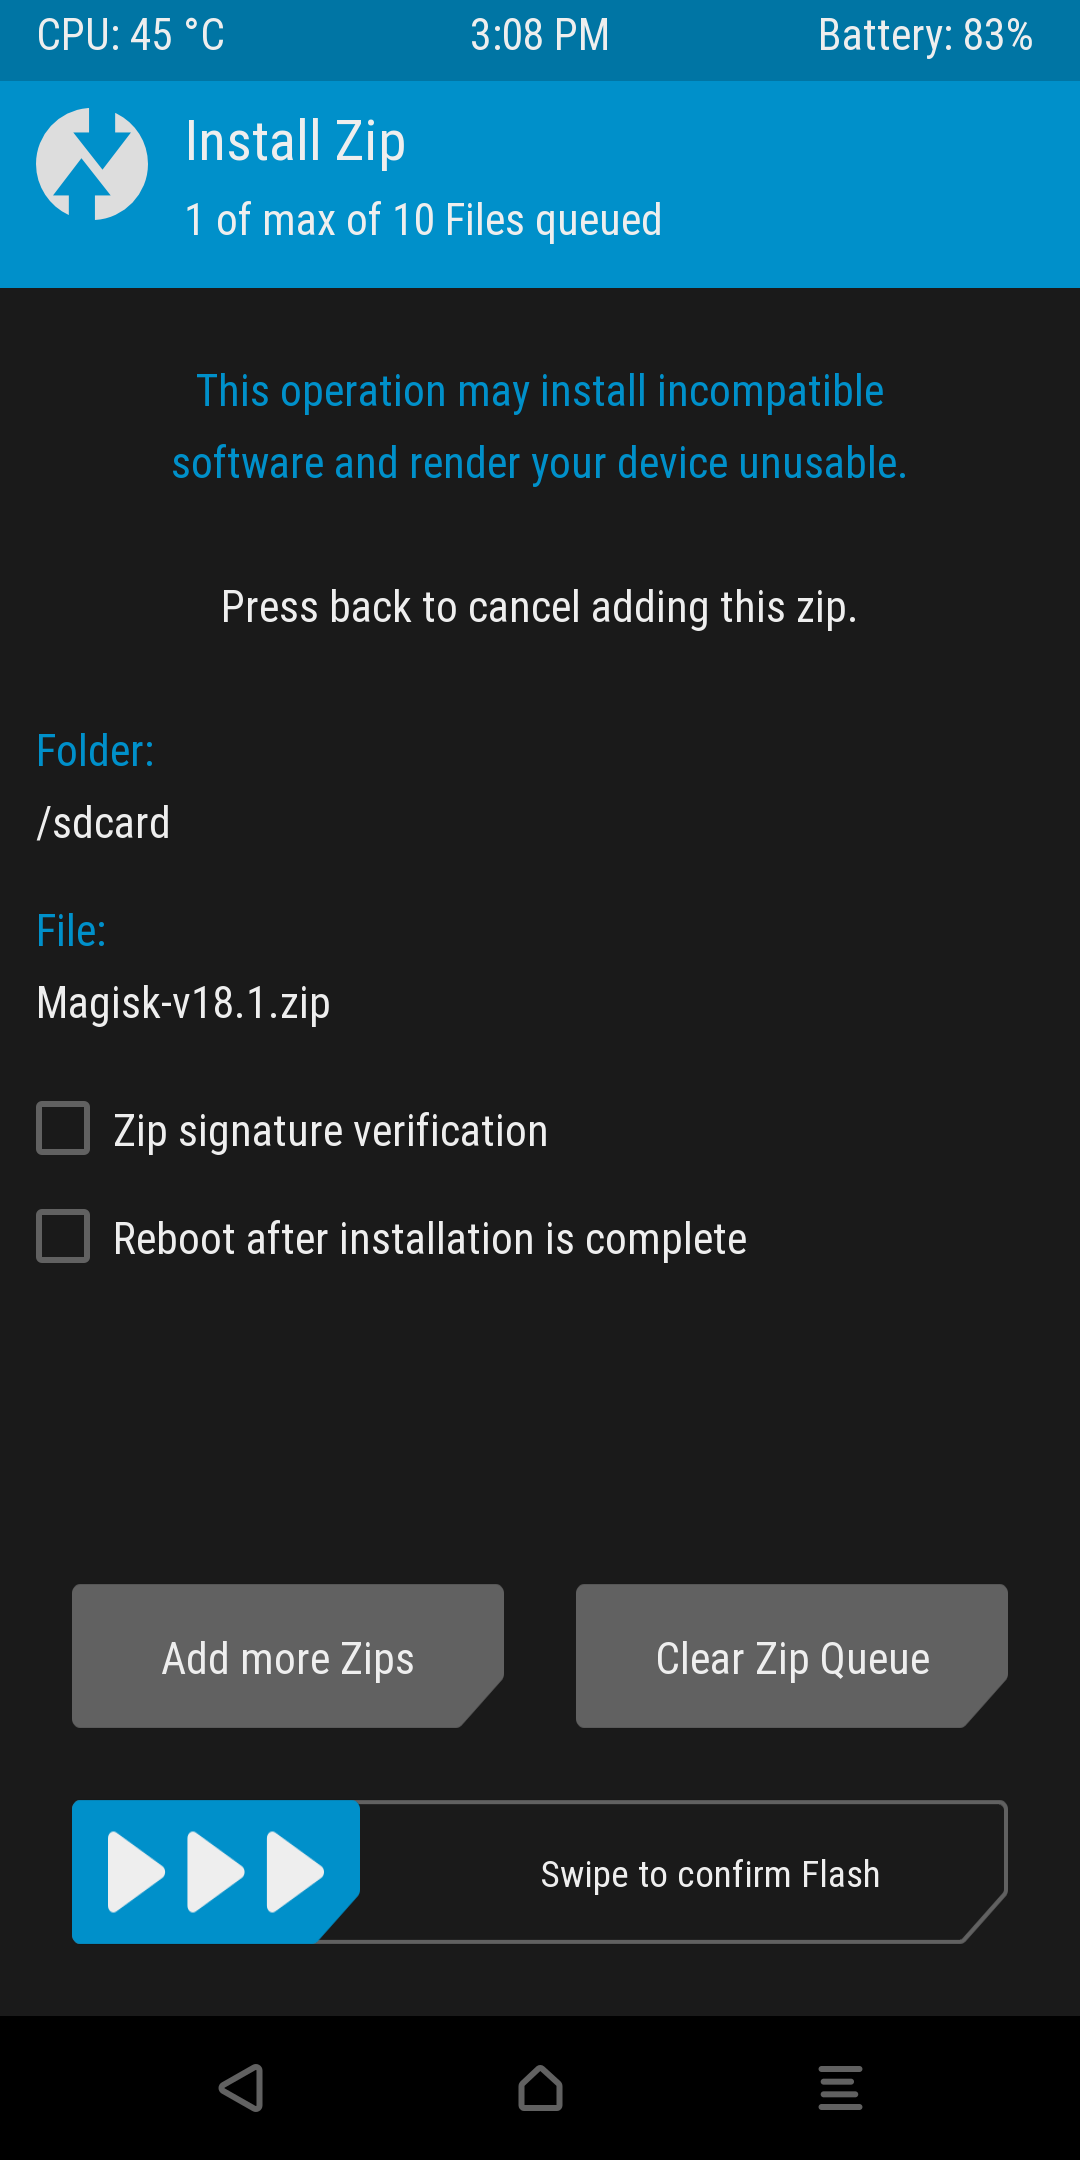 CPU: 45 °C 3:08 PM Battery: 83%
Install Zip
1 of max of 10 Files queued
This operation may install incompatible
software and render your device unusable.
Press back to cancel adding this zip.
Folder:
/sdcard
File:
Magisk-v18.1.zip
Zip signature verification
Reboot after installation is complete
Add more Zips
Clear Zip Queue
Swipe to confirm Flash